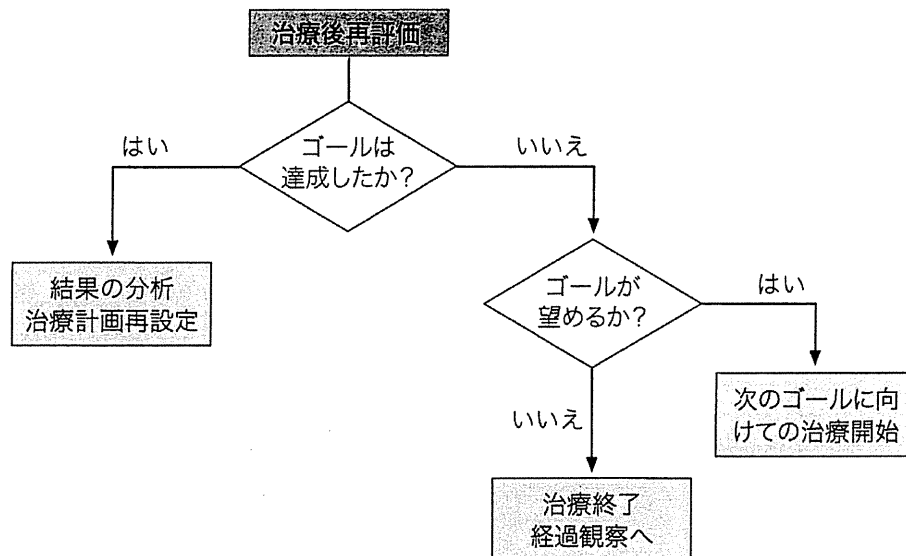 治療後再評価
はい
ゴールは
達成したか?
いいえ
結果の分析
治療計画再設定
ゴールが
望めるか?
はい
いいえ
次のゴールに向
けての治療開始
治療終了
経過観察へ